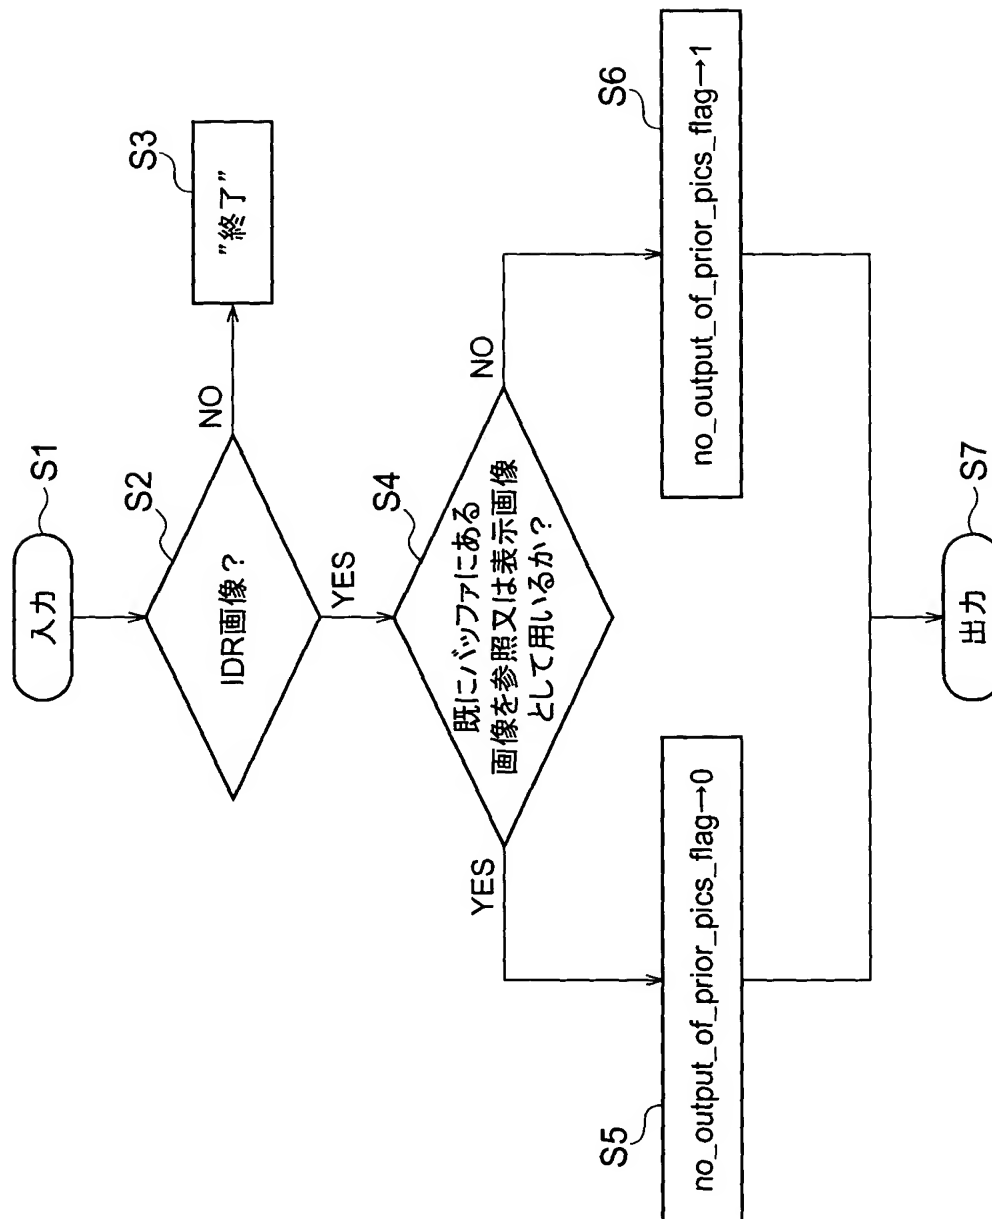 S1
入力
S2
IDR画像？
NO
S3
”終了”
YES
S4
既にバッファにある
画像を参照又は表示画像
として用いるか？
YES
NO
S5
no_output_of_prior_pics_flag→0
S6
no_output_of_prior_pics_flag→1
S7
出力